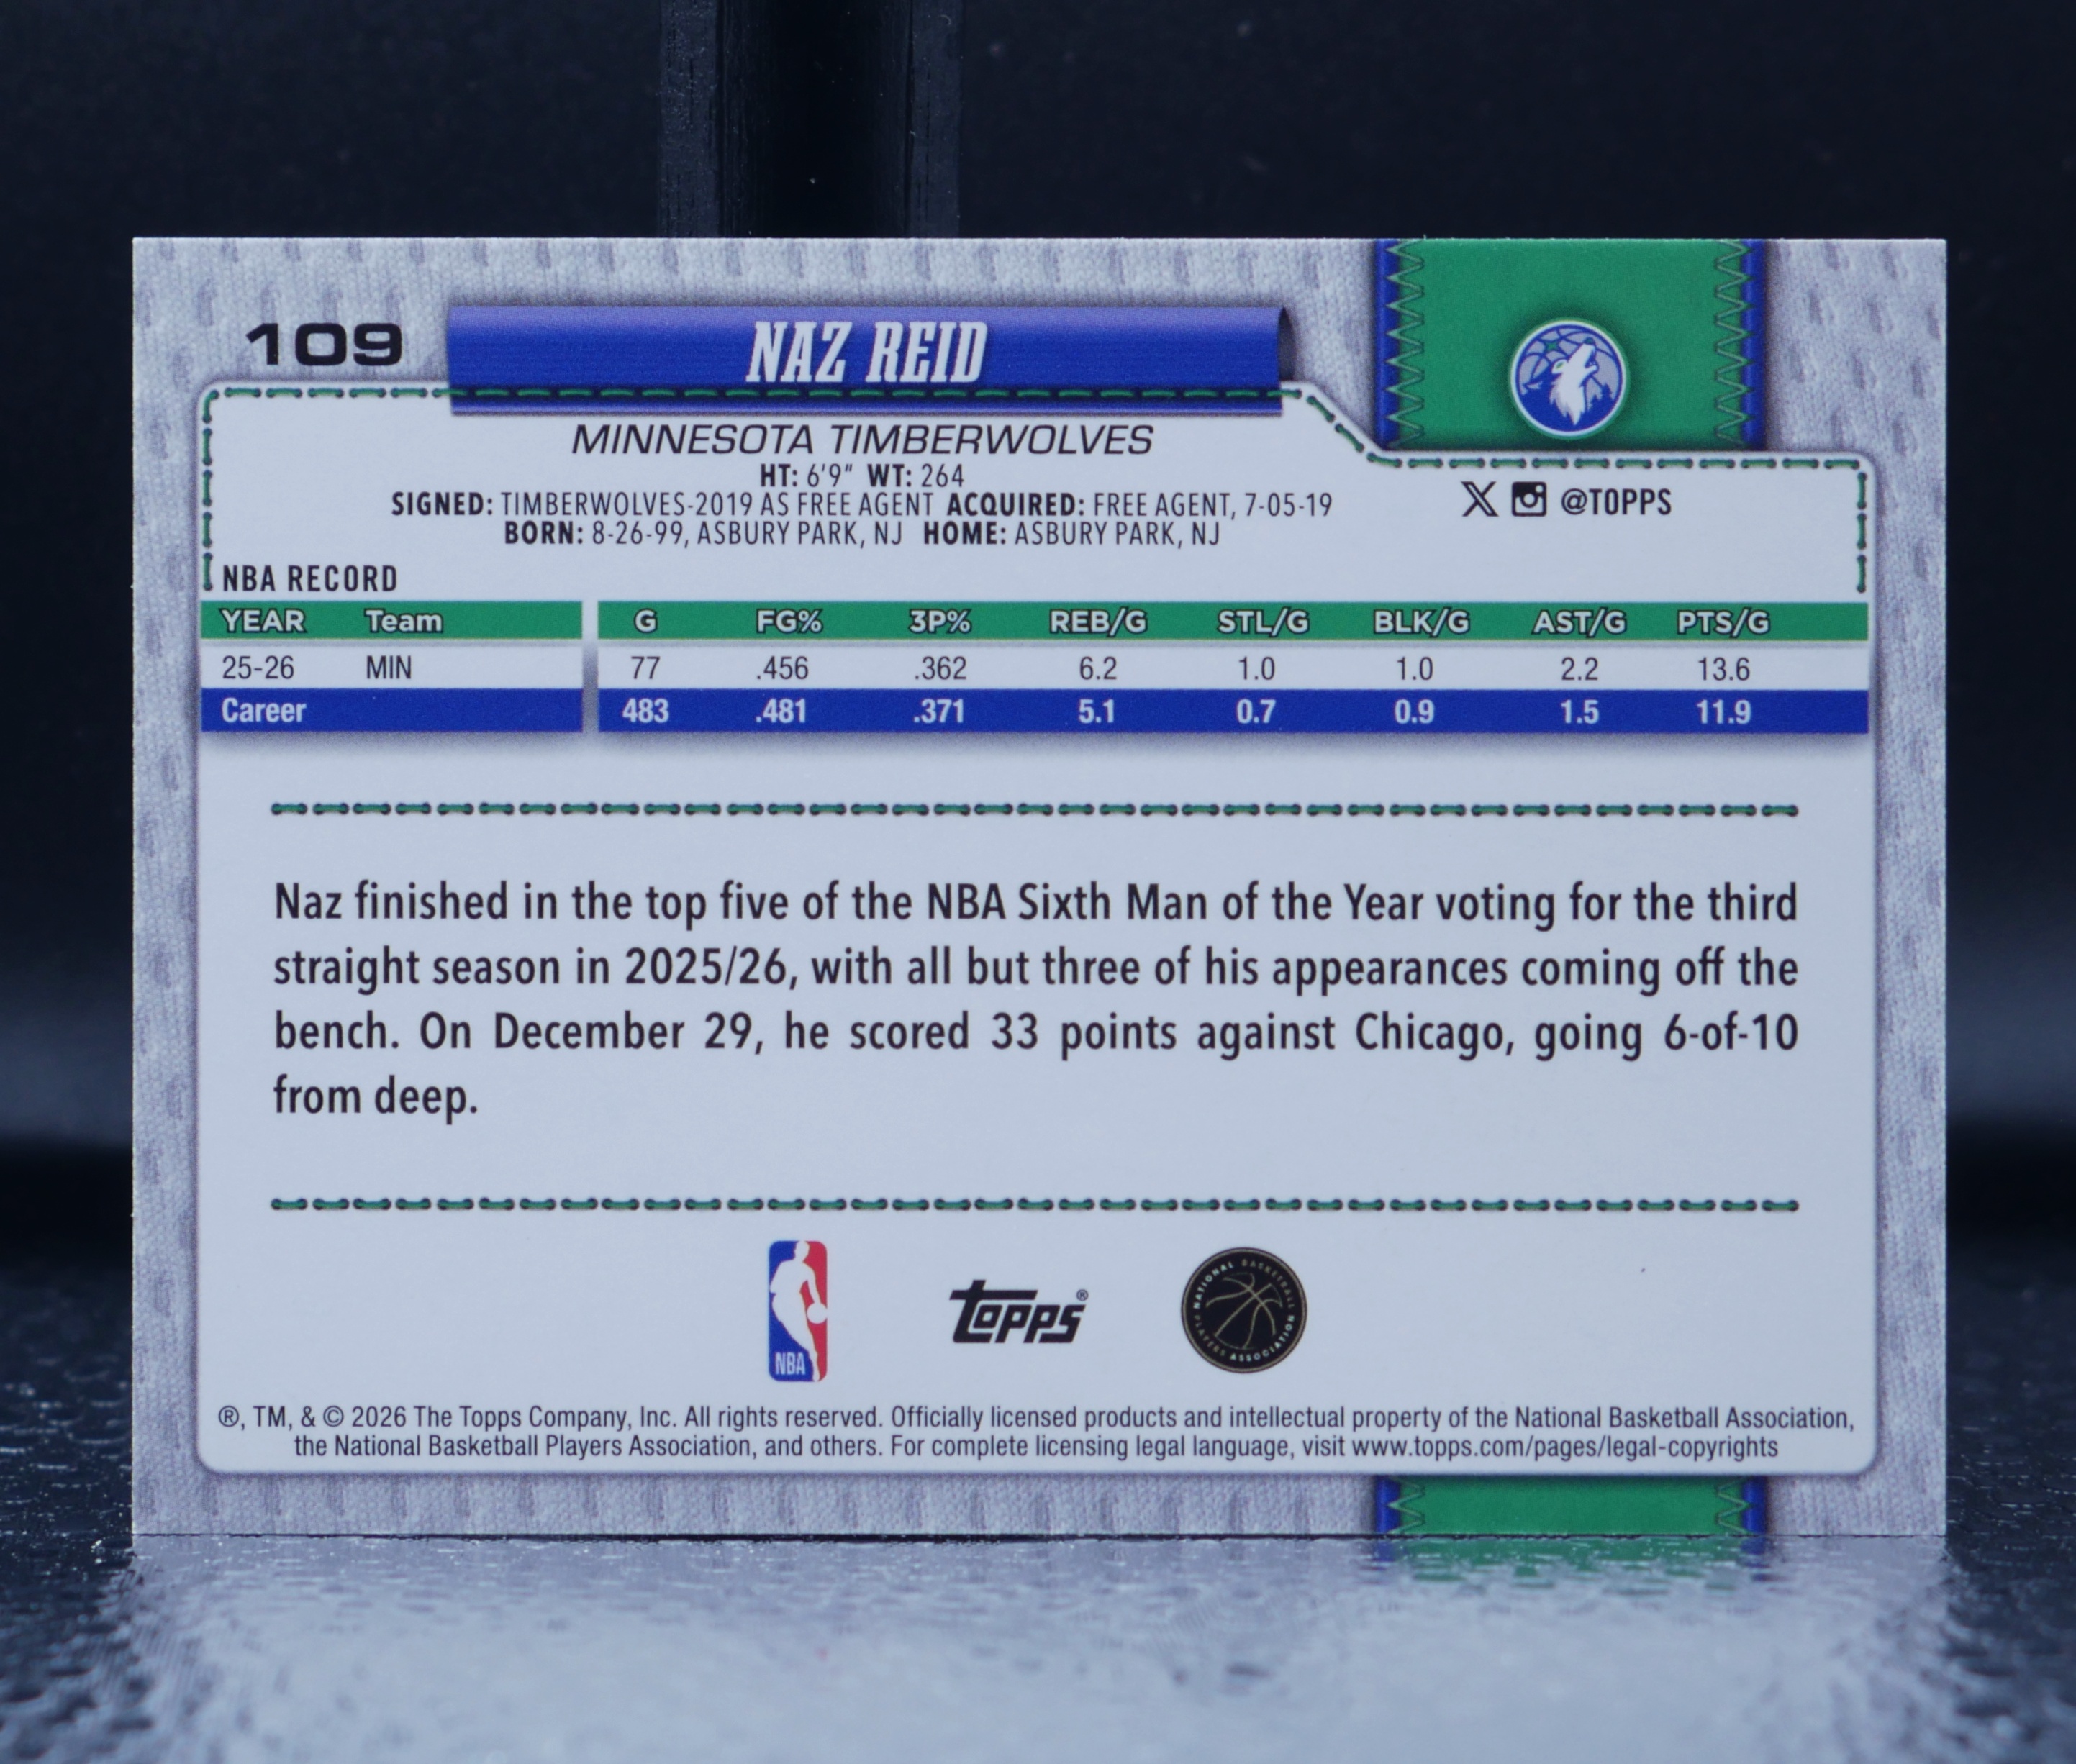 109
NAZ REID
MINNESOTA TIMBERWOLVES
HT: 6'9" WT: 264
SIGNED: TIMBERWOLVES-2019 AS FREE AGENT ACQUIRED: FREE AGENT, 7-05-19
BORN: 8-26-99, ASBURY PARK, NJ HOME: ASBURY PARK, NJ
@TOPPS
NBA RECORD
YEAR Team G FG% 3P% REB/G STL/G BLK/G AST/G PTS/G
25-26 MIN 77 .456 .362 6.2 1.0 1.0 2.2 13.6
Career 483 .481 .371 5.1 0.7 0.9 1.5 11.9
Naz finished in the top five of the NBA Sixth Man of the Year voting for the third
straight season in 2025/26, with all but three of his appearances coming off the
bench. On December 29, he scored 33 points against Chicago, going 6-of-10
from deep.
NBA
topps®
NATIONAL BASKETBALL PLAYERS ASSOCIATION
®, TM, & © 2026 The Topps Company, Inc. All rights reserved. Officially licensed products and intellectual property of the National Basketball Association,
the National Basketball Players Association, and others. For complete licensing legal language, visit www.topps.com/pages/legal-copyrights